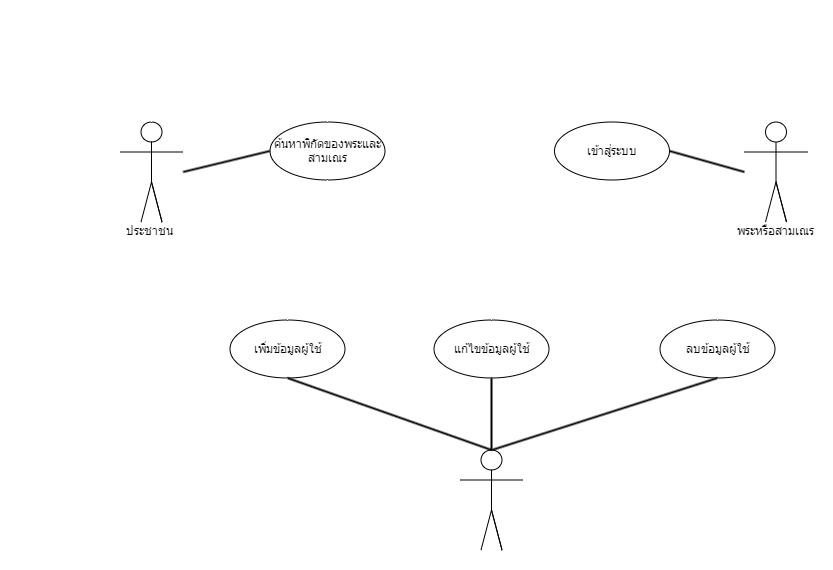 ค้นหาพิกัดของพระและ
สามเณร
เข้าสู่ระบบ
ประชาชน
พระหรือสามเณร
เพิ่มข้อมูลผู้ใช้
แก้ไขข้อมูลผู้ใช้
ลบข้อมูลผู้ใช้